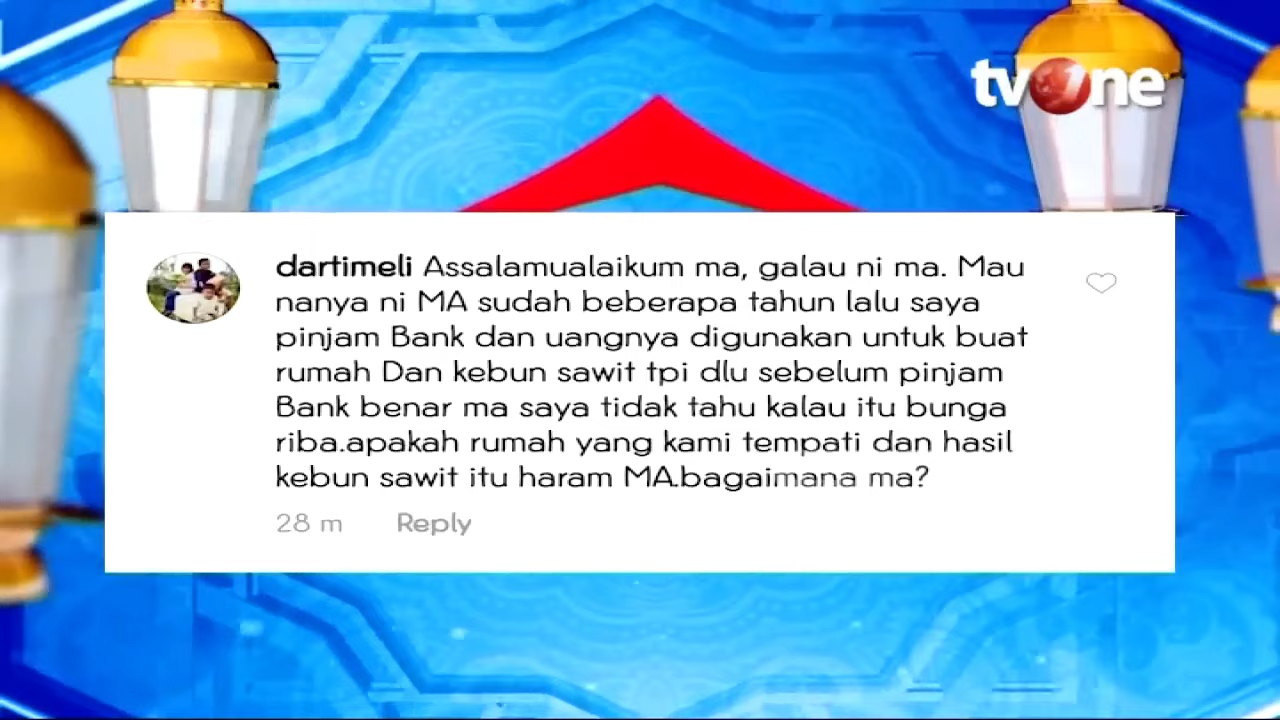 tvOne
dartimeli Assalamualaikum ma, galau ni ma. Mau
nanya ni MA sudah beberapa tahun lalu saya
pinjam Bank dan uangnya digunakan untuk buat
rumah Dan kebun sawit tpi dlu sebelum pinjam
Bank benar ma saya tidak tahu kalau itu bunga
riba.apakah rumah yang kami tempati dan hasil
kebun sawit itu haram MA.bagaimana ma?
28 m Reply